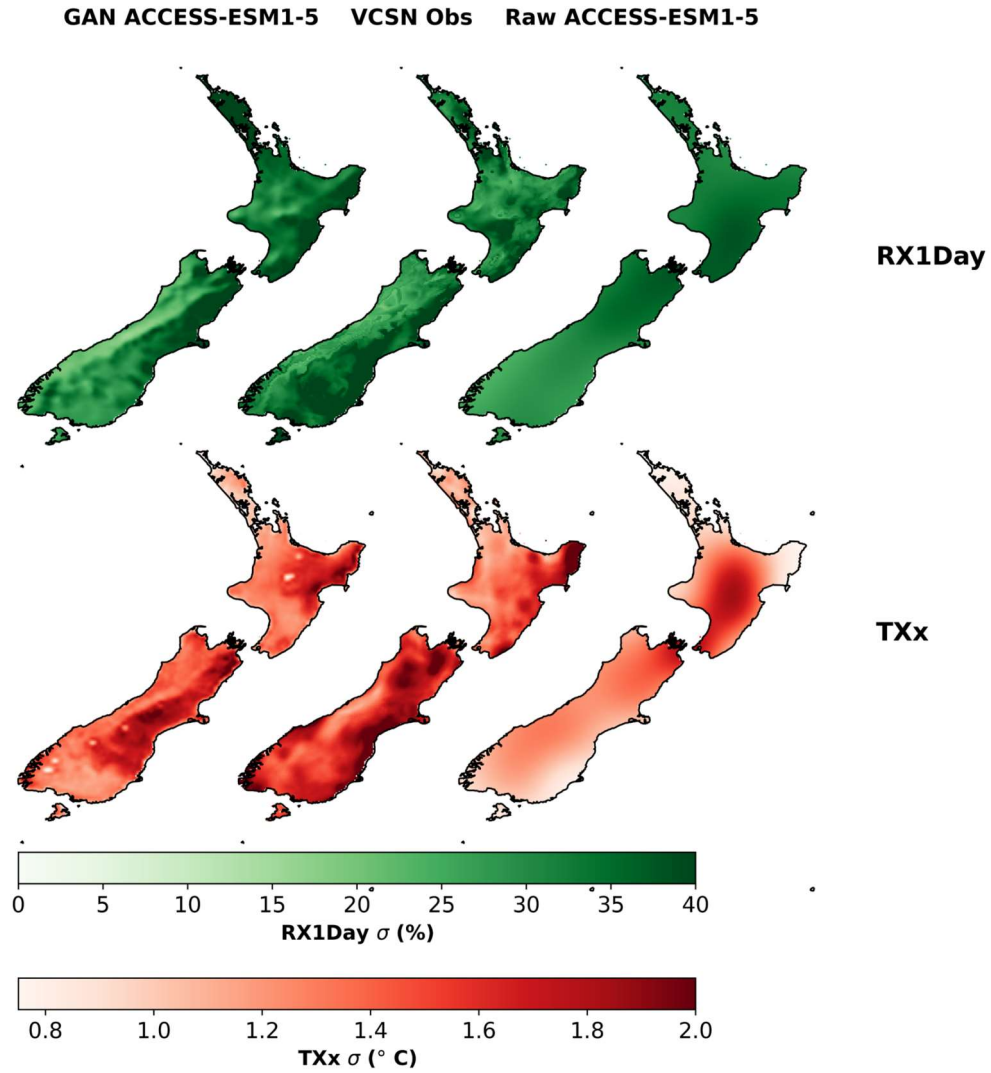 GAN ACCESS-ESM1-5 VCSN Obs Raw ACCESS-ESM1-5
RX1Day
TXx
0 5 10 15 20 25 30 35 40
RX1Day σ (%)
0.8 1.0 1.2 1.4 1.6 1.8 2.0
TXx σ (° C)